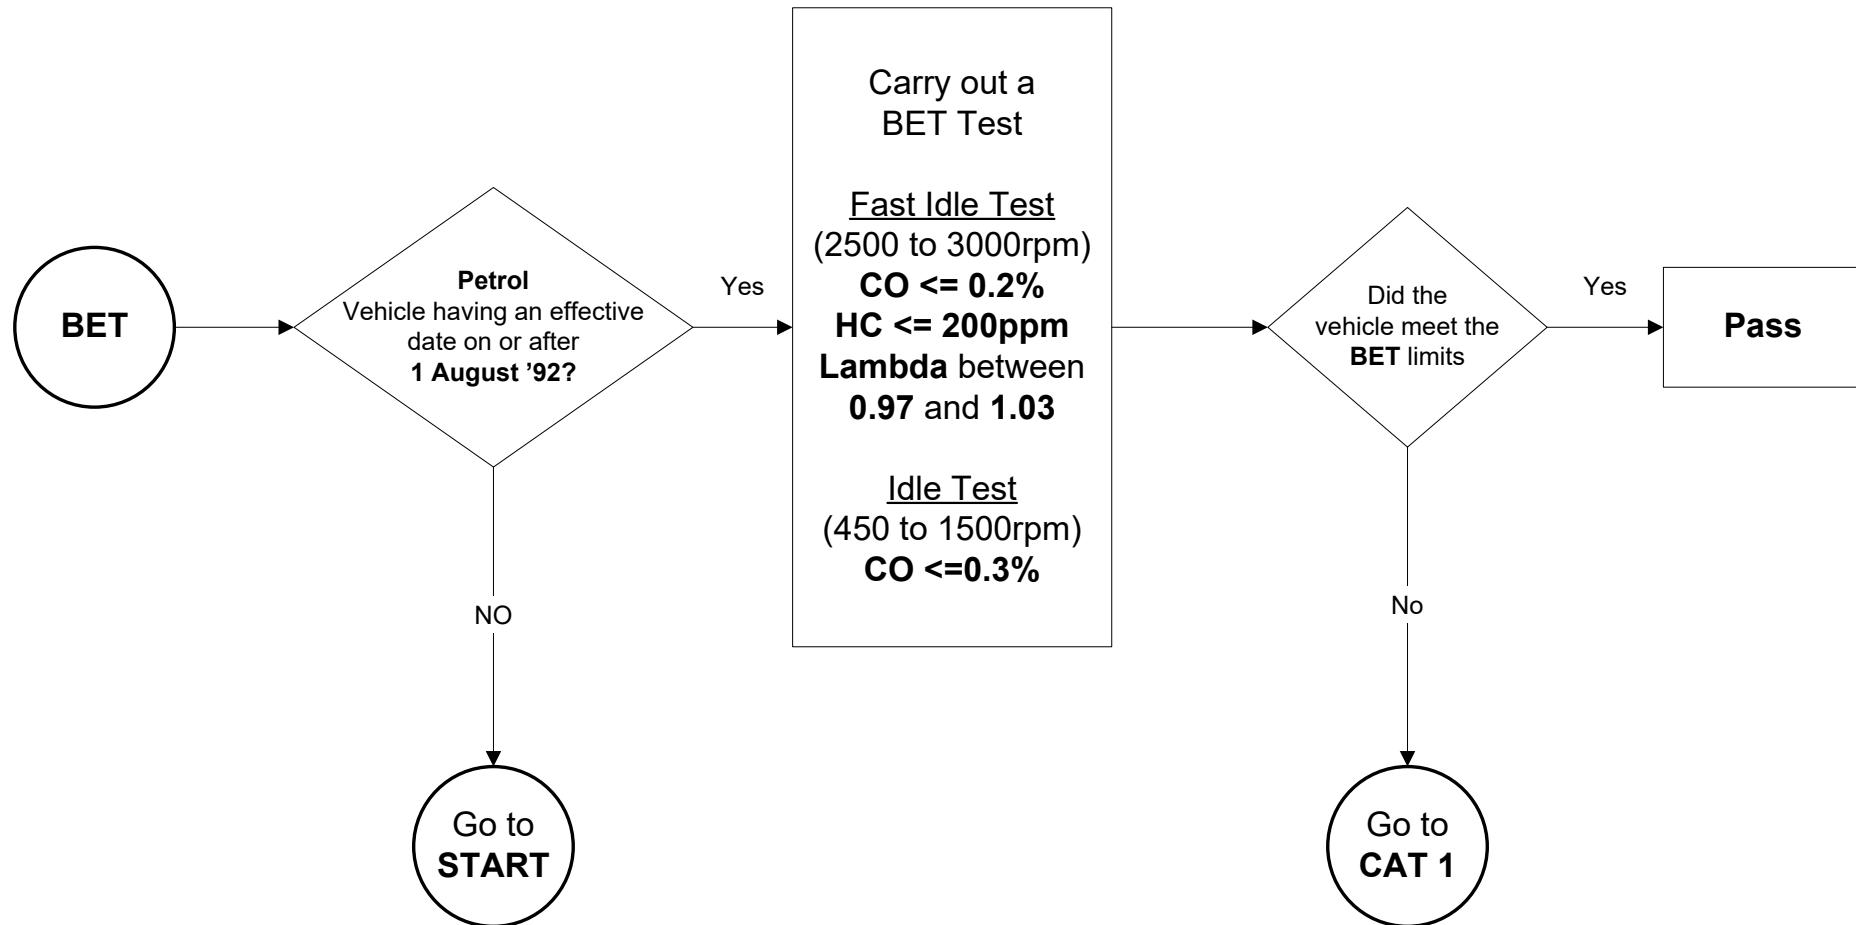 BET
Petrol
Vehicle having an effective
date on or after
1 August ’92?
Yes
NO
Go to
START
Carry out a
BET Test
Fast Idle Test
(2500 to 3000rpm)
CO <= 0.2%
HC <= 200ppm
Lambda between
0.97 and 1.03
Idle Test
(450 to 1500rpm)
CO <=0.3%
Did the
vehicle meet the
BET limits
Yes
Pass
No
Go to
CAT 1